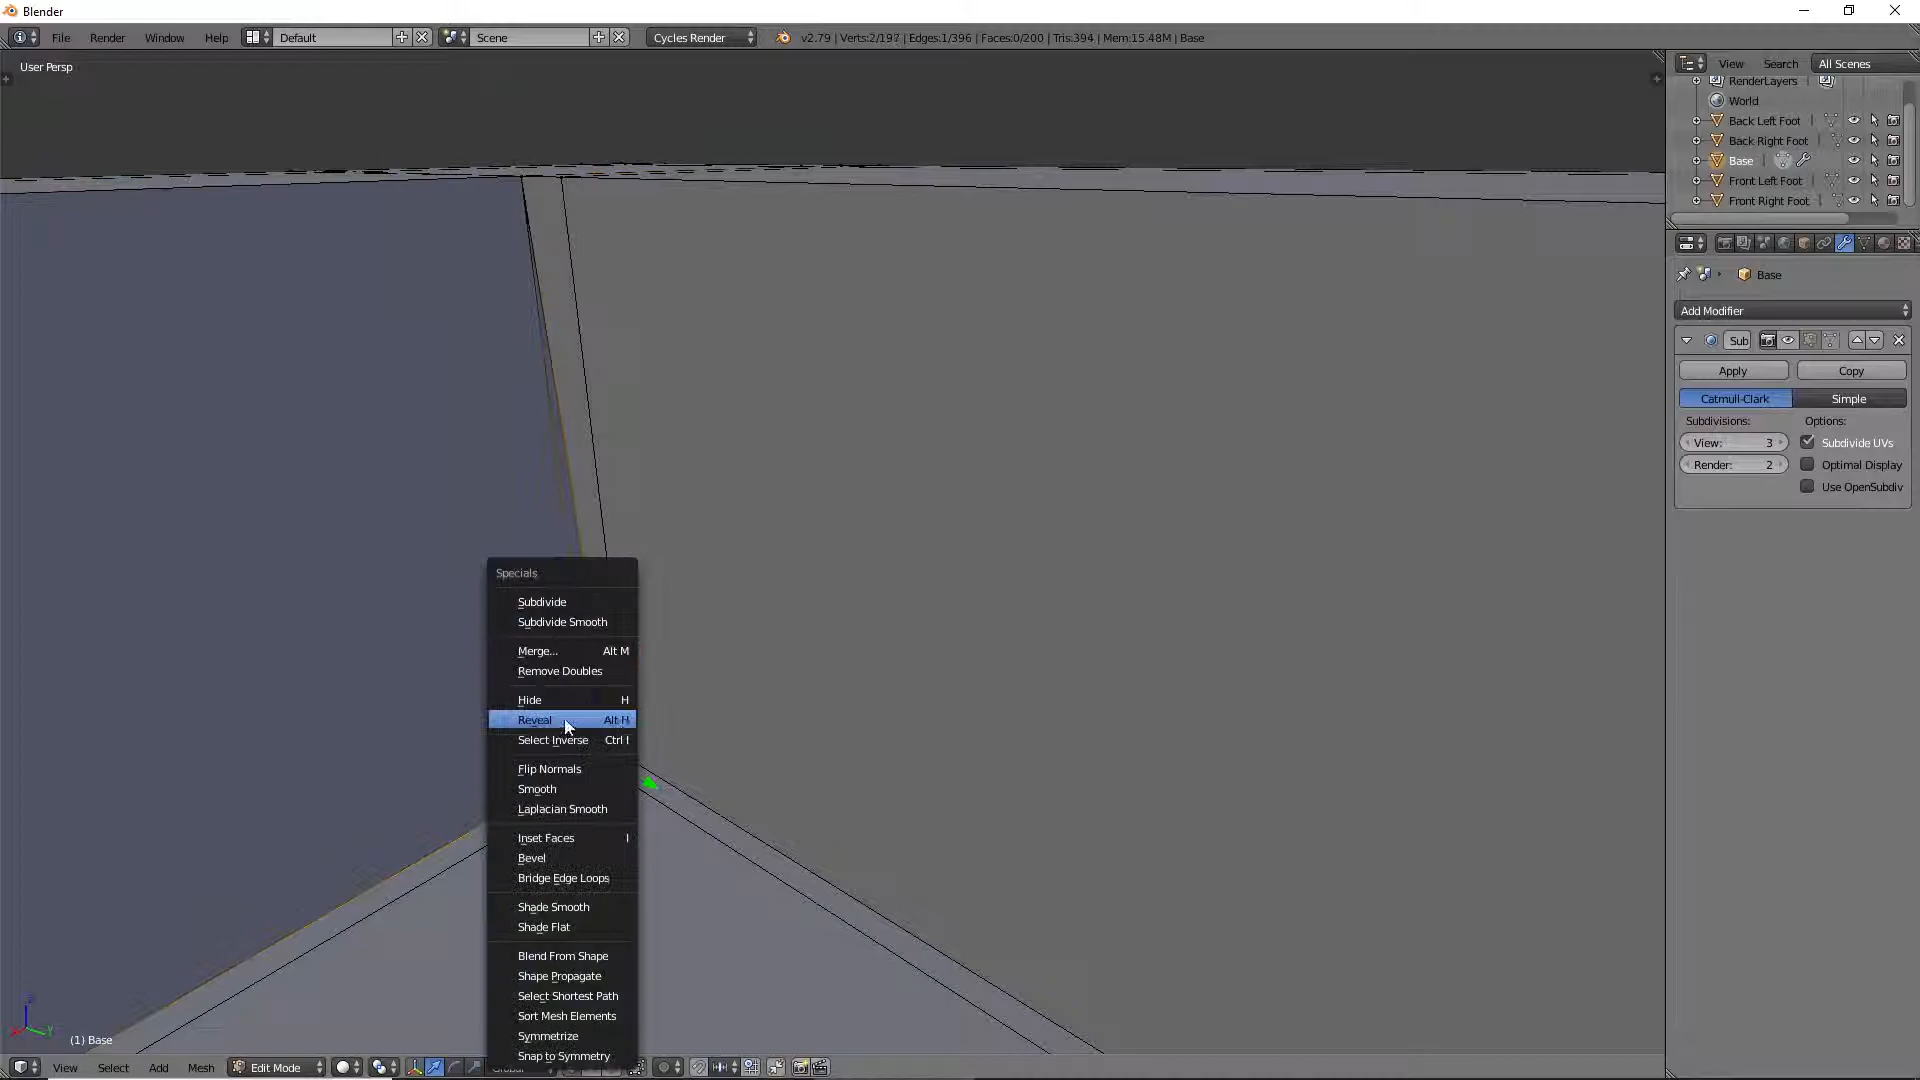 Blender
File Render Window Help Default Scene Cycles Render v2.79 | Verts:2/197 | Edges:1/396 | Faces:0/200 | Tris:394 | Mem:15.48M | Base
User Persp
View Search All Scenes
RenderLayers
World
Back Left Foot
Back Right Foot
Base
Front Left Foot
Front Right Foot
Base
Add Modifier
Sub
Apply Copy
Catmull-Clark Simple
Subdivisions: Options:
View: 3 Subdivide UVs
Render: 2 Optimal Display
Use OpenSubdiv
Specials
Subdivide
Subdivide Smooth
Merge... Alt M
Remove Doubles
Hide H
Reveal Alt H
Select Inverse Ctrl I
Flip Normals
Smooth
Laplacian Smooth
Inset Faces I
Bevel
Bridge Edge Loops
Shade Smooth
Shade Flat
Blend From Shape
Shape Propagate
Select Shortest Path
Sort Mesh Elements
Symmetrize
Snap to Symmetry
(1) Base
View Select Add Mesh Edit Mode Global